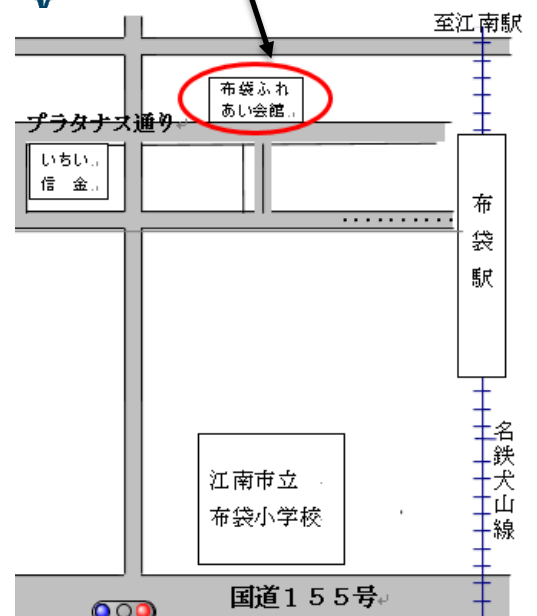 至江南駅
布袋ふれ
あい会館
プラタナス通り
いちい
信 金
布
袋
駅
江南市立
布袋小学校
名
鉄
犬
山
線
国道１５５号